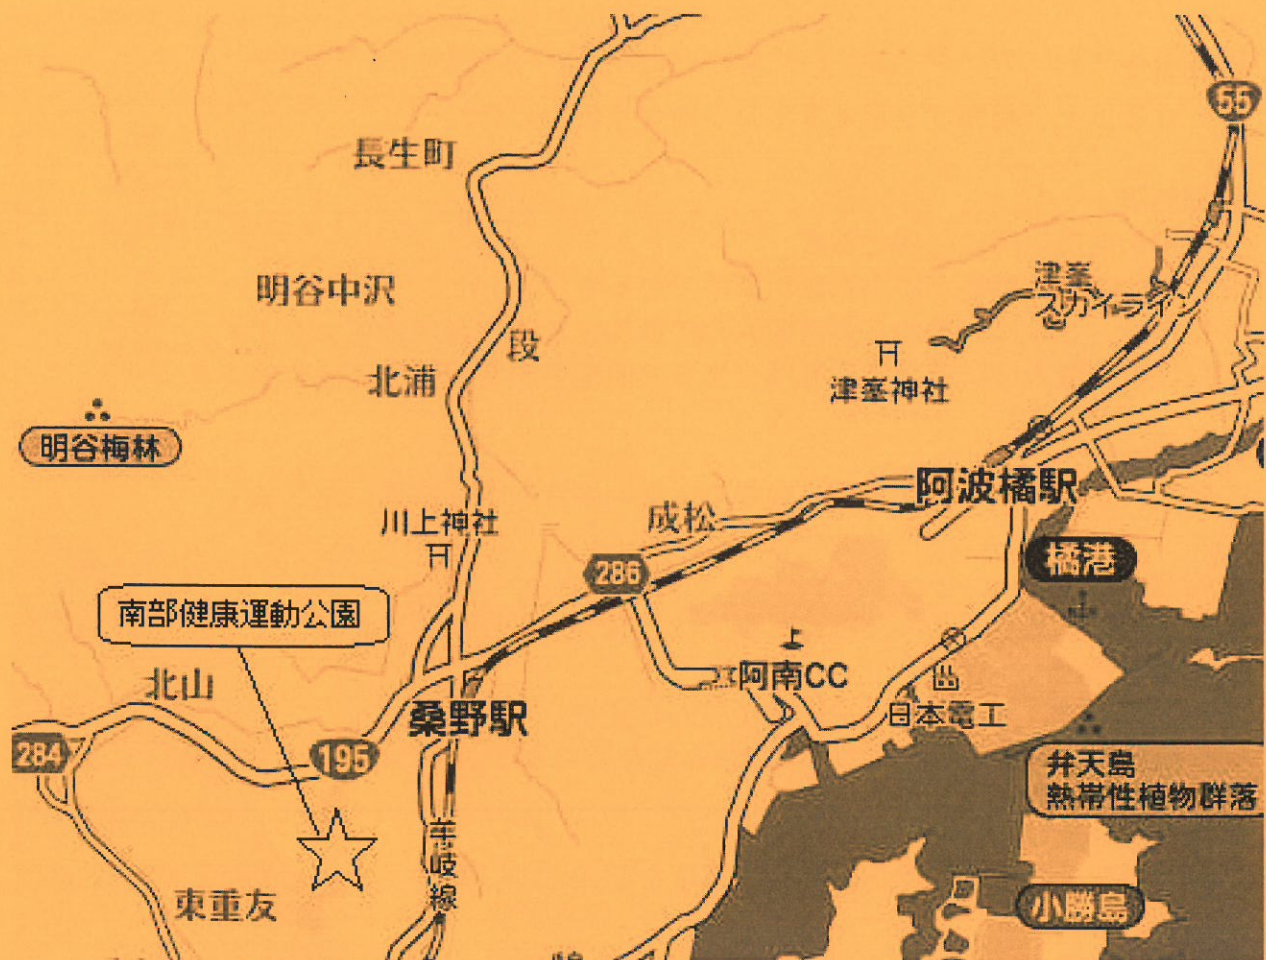 55
長生町
津峯
スカイライン
明谷中沢
段
津峯神社
北浦
明谷梅林
阿波橘駅
川上神社
成松
橘港
286
南部健康運動公園
北山
阿南CC
日本電工
桑野駅
284
195
弁天島
熱帯性植物群落
牟岐線
東重友
小勝島